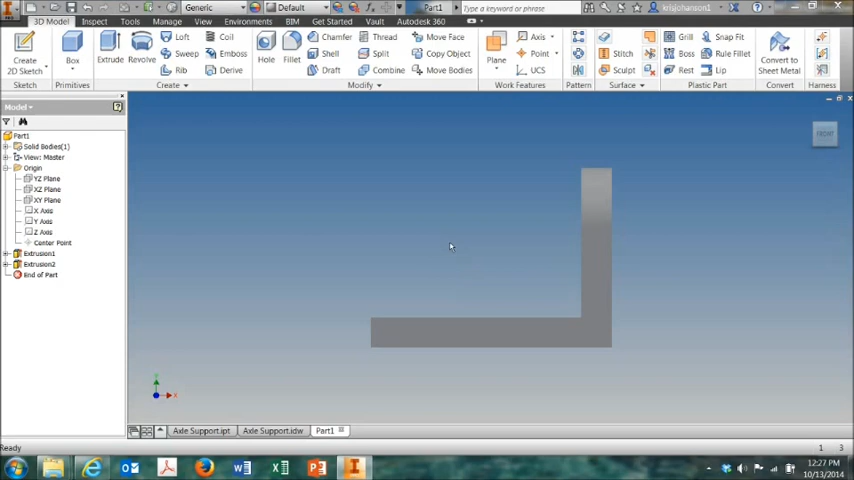 Generic
Default
Part1
Type a keyword or phrase
krisjohanson1
PRO
3D Model Inspect Tools Manage View Environments BIM Get Started Vault Autodesk 360
Create
2D Sketch
Box
Extrude
Revolve
Loft
Sweep
Rib
Coil
Emboss
Derive
Hole
Fillet
Chamfer
Shell
Draft
Thread
Split
Combine
Move Face
Copy Object
Move Bodies
Plane
Axis
Point
UCS
Stitch
Sculpt
Grill
Boss
Rest
Snap Fit
Rule Fillet
Lip
Convert to
Sheet Metal
Sketch Primitives Create Modify Work Features Pattern Surface Plastic Part Convert Harness
Model
Part1
Solid Bodies(1)
View: Master
Origin
YZ Plane
XZ Plane
XY Plane
X Axis
Y Axis
Z Axis
Center Point
Extrusion1
Extrusion2
End of Part
FRONT
X
Axle Support.ipt Axle Support.idw Part1
Ready 1 3
12:27 PM
10/13/2014